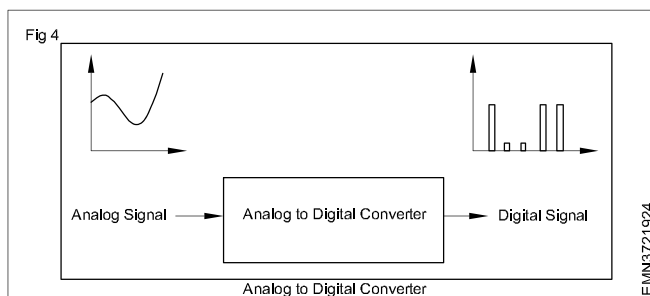 Fig 4
Analog Signal
Analog to Digital Converter
Digital Signal
Analog to Digital Converter
EMN3721924